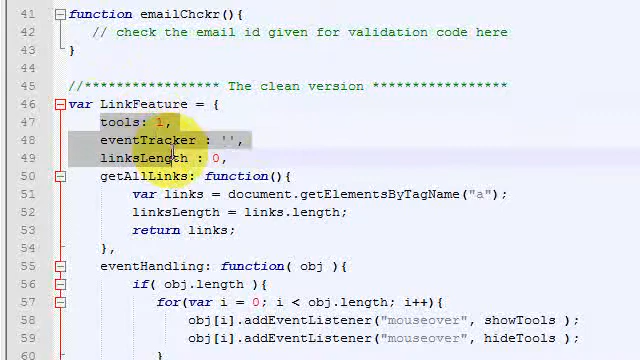 41 function emailChckr(){
42 // check the email id given for validation code here
43 }
44
45 //***************** The clean version *****************
46 var LinkFeature = {
47 tools: 1,
48 eventTracker : '',
49 linksLength : 0,
50 getAllLinks: function(){
51 var links = document.getElementsByTagName("a");
52 linksLength = links.length;
53 return links;
54 },
55 eventHandling: function( obj ){
56 if( obj.length ){
57 for(var i = 0; i < obj.length; i++){
58 obj[i].addEventListener("mouseover", showTools );
59 obj[i].addEventListener("mouseover", hideTools );
60 }